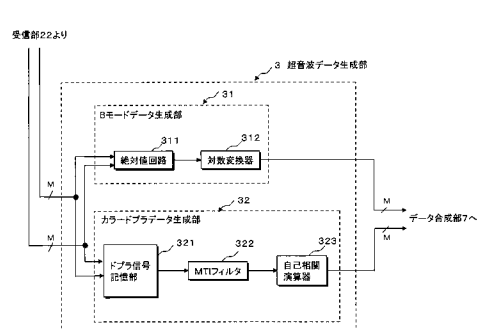 受信部22より
3 超音波データ生成部
31
Bモードデータ生成部
311
312
絶対値回路
対数変換器
M
M
データ合成部7へ
M
M
32
カラードプラデータ生成部
321
322
323
ドプラ信号
記憶部
MTIフィルタ
自己相関
演算器